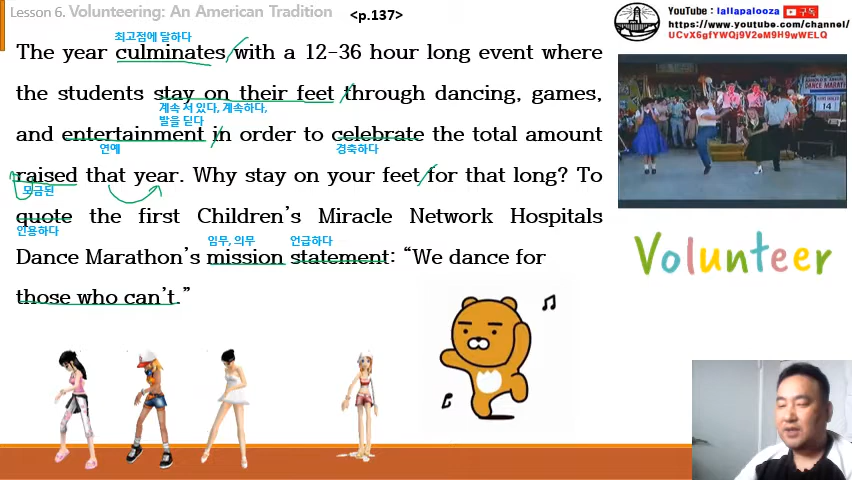 Lesson 6. Volunteering: An American Tradition
<p.137>
YouTube : lallapalooza 구독
https://www.youtube.com/channel/
UCvX6gfYWQj9V2eM9H9wWELQ
최고점에 달하다
The year culminates with a 12-36 hour long event where
the students stay on their feet through dancing, games,
계속 서 있다, 계속하다,
발을 딛다
and entertainment in order to celebrate the total amount
연예
경축하다
raised that year. Why stay on your feet for that long? To
모금된
quote the first Children's Miracle Network Hospitals
인용하다
임무, 의무
언급하다
Dance Marathon's mission statement: “We dance for
those who can't.”
DANCE MARATHON
14
Volunteer